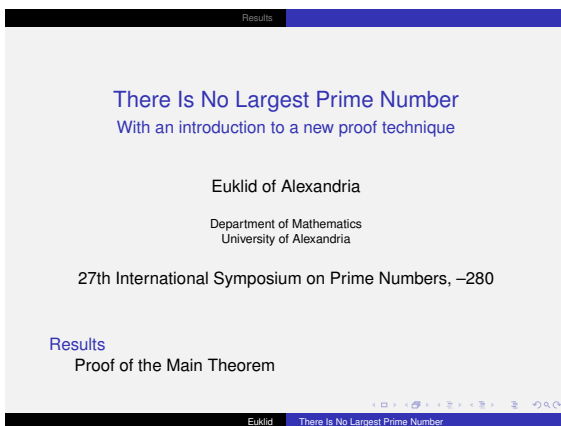 Results
There Is No Largest Prime Number
With an introduction to a new proof technique
Euklid of Alexandria
Department of Mathematics
University of Alexandria
27th International Symposium on Prime Numbers, –280
Results
Proof of the Main Theorem
Euklid There Is No Largest Prime Number